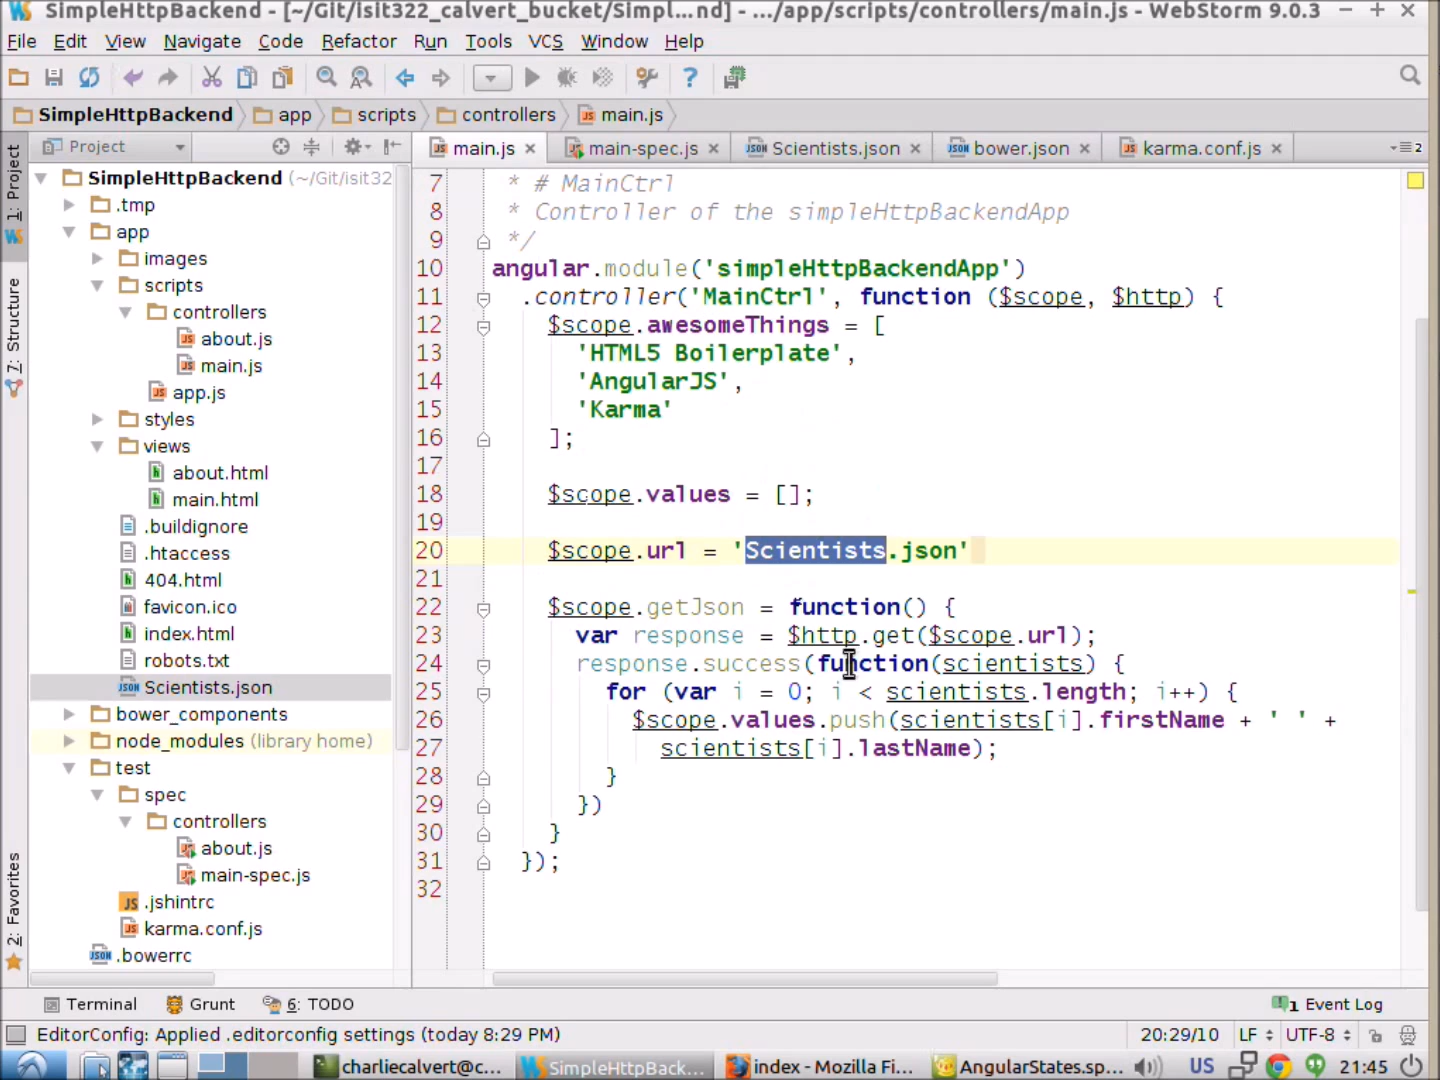 SimpleHttpBackend - [~/Git/isit322_calvert_bucket/Simpl...nd] - .../app/scripts/controllers/main.js - WebStorm 9.0.3
File Edit View Navigate Code Refactor Run Tools VCS Window Help
SimpleHttpBackend app scripts controllers main.js
Project main.js main-spec.js Scientists.json bower.json karma.conf.js 2
1: Project
7: Structure
2: Favorites
SimpleHttpBackend (~/Git/isit32
.tmp
app
images
scripts
controllers
about.js
main.js
app.js
styles
views
about.html
main.html
.buildignore
.htaccess
404.html
favicon.ico
index.html
robots.txt
Scientists.json
bower_components
node_modules (library home)
test
spec
controllers
about.js
main-spec.js
.jshintrc
karma.conf.js
.bowerrc
7 * # MainCtrl
8 * Controller of the simpleHttpBackendApp
9 */
10 angular.module('simpleHttpBackendApp')
11 .controller('MainCtrl', function ($scope, $http) {
12 $scope.awesomeThings = [
13 'HTML5 Boilerplate',
14 'AngularJS',
15 'Karma'
16 ];
17
18 $scope.values = [];
19
20 $scope.url = 'Scientists.json'
21
22 $scope.getJson = function() {
23 var response = $http.get($scope.url);
24 response.success(function(scientists) {
25 for (var i = 0; i < scientists.length; i++) {
26 $scope.values.push(scientists[i].firstName + ' ' +
27 scientists[i].lastName);
28 }
29 })
30 }
31 });
32
Terminal Grunt 6: TODO 1 Event Log
EditorConfig: Applied .editorconfig settings (today 8:29 PM) 20:29/10 LF UTF-8
charliecalvert@c... SimpleHttpBack... index - Mozilla Fi... AngularStates.sp... US 21:45